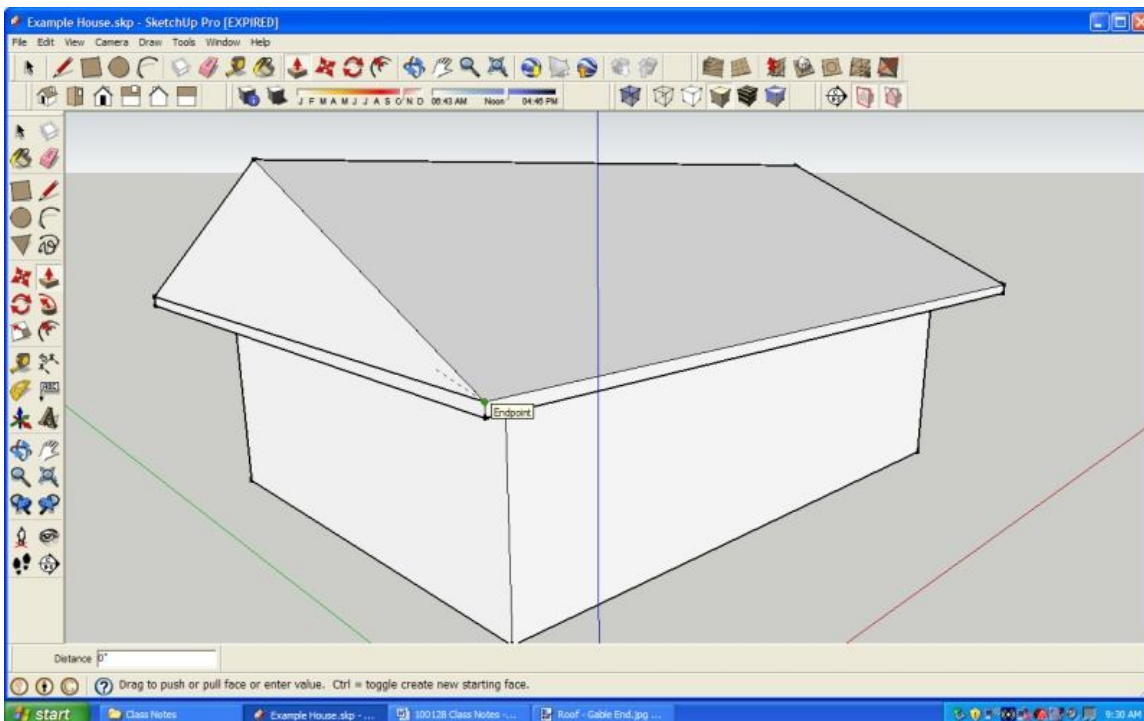 Example House.skp - SketchUp Pro [EXPIRED]
File Edit View Camera Draw Tools Window Help
J F M A M J J A S O N D 06:43 AM Noon 04:46 PM
ABC
Endpoint
Distance 0"
Drag to push or pull face or enter value. Ctrl = toggle create new starting face.
start Class Notes Example House.skp - ... 100128 Class Notes -... Roof - Gable End.jpg ... 9:30 AM